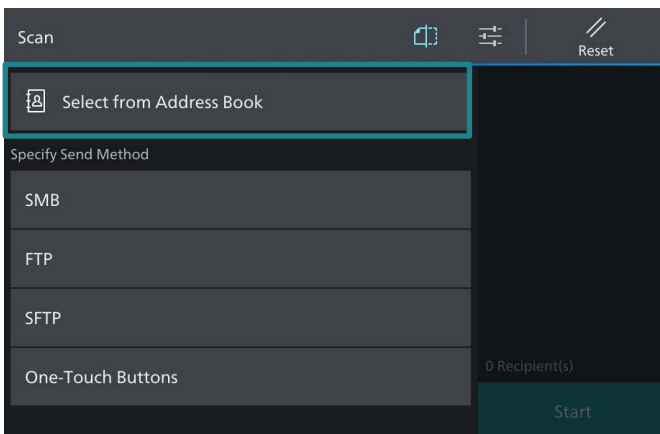 Scan
Reset
Select from Address Book
Specify Send Method
SMB
FTP
SFTP
One-Touch Buttons
0 Recipient(s)
Start